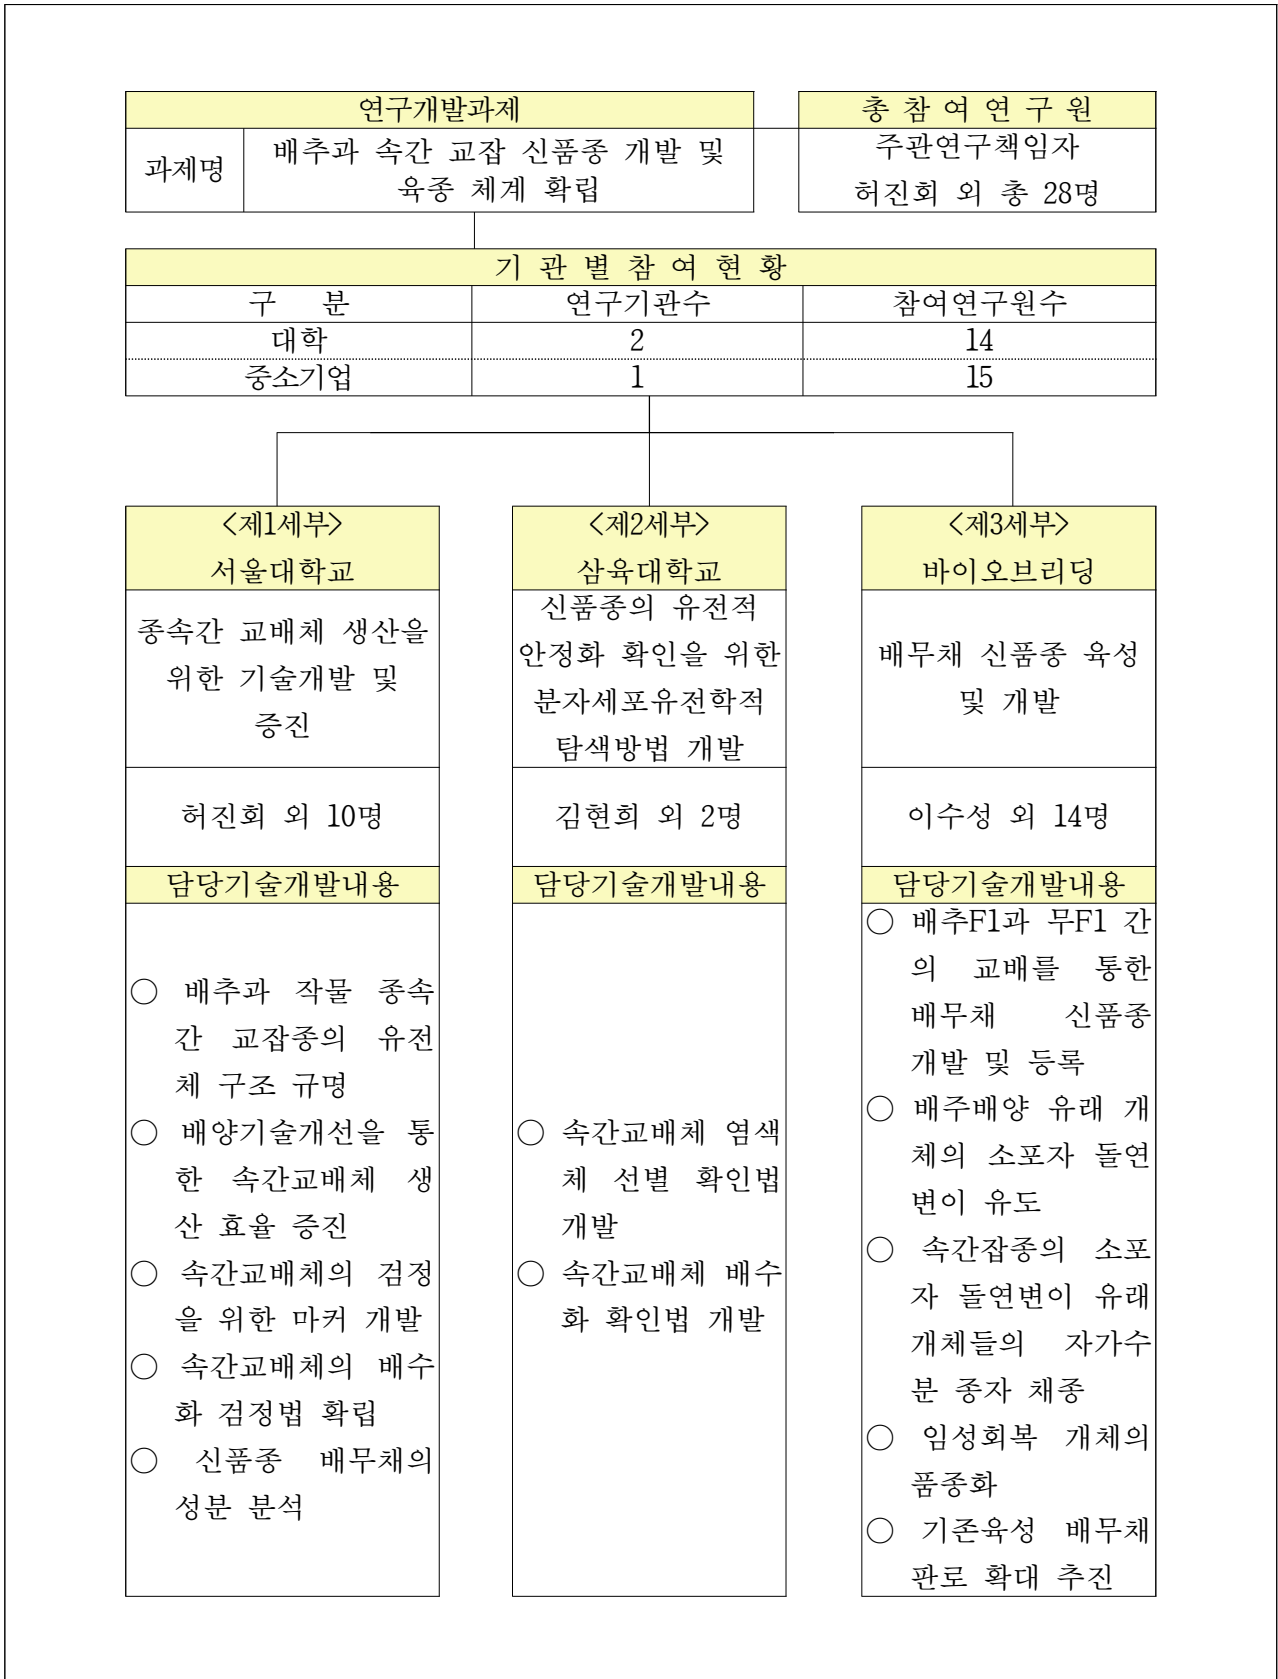 연구개발과제
과제명
배추과 속간 교잡 신품종 개발 및
육종 체계 확립
총 참 여 연 구 원
주관연구책임자
허진회 외 총 28명
기 관 별 참 여 현 황
구 분 연구기관수 참여연구원수
대학 2 14
중소기업 1 15
<제1세부>
서울대학교
종속간 교배체 생산을
위한 기술개발 및
증진
허진회 외 10명
담당기술개발내용
○ 배추과 작물 종속
간 교잡종의 유전
체 구조 규명
○ 배양기술개선을 통
한 속간교배체 생
산 효율 증진
○ 속간교배체의 검정
을 위한 마커 개발
○ 속간교배체의 배수
화 검정법 확립
○ 신품종 배무채의
성분 분석
<제2세부>
삼육대학교
신품종의 유전적
안정화 확인을 위한
분자세포유전학적
탐색방법 개발
김현희 외 2명
담당기술개발내용
○ 속간교배체 염색
체 선별 확인법
개발
○ 속간교배체 배수
화 확인법 개발
<제3세부>
바이오브리딩
배무채 신품종 육성
및 개발
이수성 외 14명
담당기술개발내용
○ 배추F1과 무F1 간
의 교배를 통한
배무채 신품종
개발 및 등록
○ 배주배양 유래 개
체의 소포자 돌연
변이 유도
○ 속간잡종의 소포
자 돌연변이 유래
개체들의 자가수
분 종자 채종
○ 임성회복 개체의
품종화
○ 기존육성 배무채
판로 확대 추진